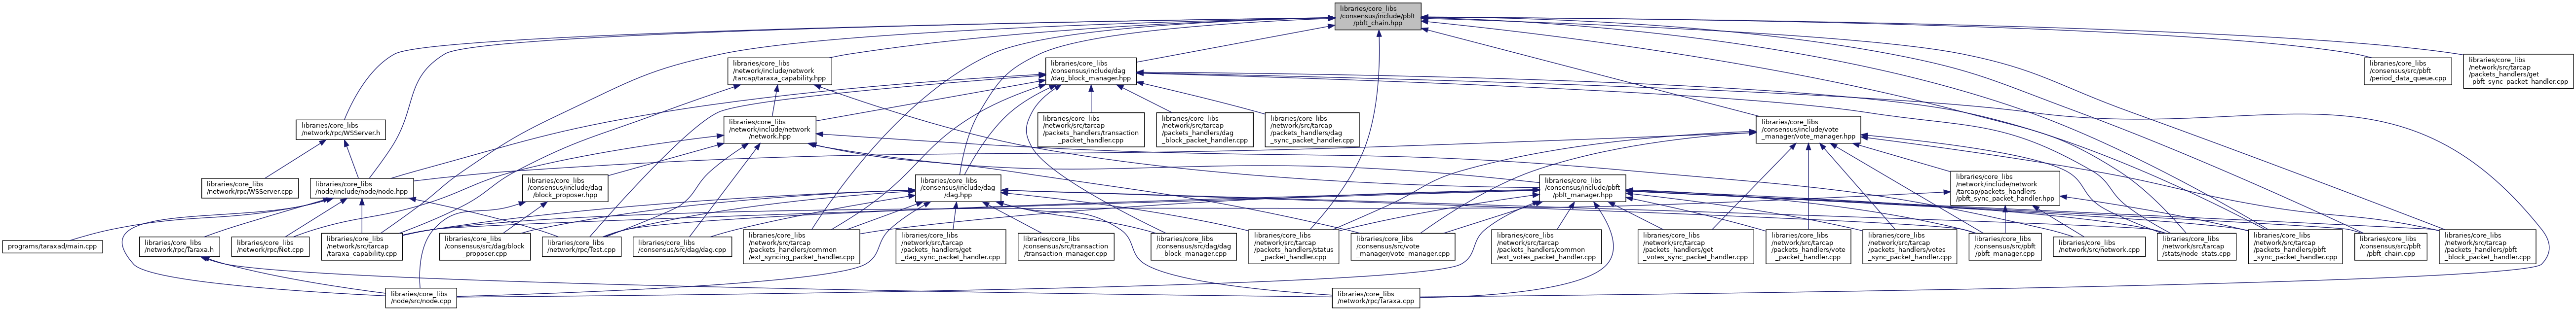 libraries/core_libs
/consensus/include/pbft
/pbft_chain.hpp
libraries/core_libs
/network/include/network
/tarcap/taraxa_capability.hpp
libraries/core_libs
/consensus/include/dag
/dag_block_manager.hpp
libraries/core_libs
/consensus/src/pbft
/period_data_queue.cpp
libraries/core_libs
/network/src/tarcap
/packets_handlers/get
_pbft_sync_packet_handler.cpp
libraries/core_libs
/network/rpc/WSServer.h
libraries/core_libs
/network/include/network
/network.hpp
libraries/core_libs
/network/src/tarcap
/packets_handlers/transaction
_packet_handler.cpp
libraries/core_libs
/network/src/tarcap
/packets_handlers/dag
_block_packet_handler.cpp
libraries/core_libs
/network/src/tarcap
/packets_handlers/dag
_sync_packet_handler.cpp
libraries/core_libs
/consensus/include/vote
_manager/vote_manager.hpp
libraries/core_libs
/network/rpc/WSServer.cpp
libraries/core_libs
/node/include/node/node.hpp
libraries/core_libs
/consensus/include/dag
/block_proposer.hpp
libraries/core_libs
/consensus/include/dag
/dag.hpp
libraries/core_libs
/consensus/include/pbft
/pbft_manager.hpp
libraries/core_libs
/network/include/network
/tarcap/packets_handlers
/pbft_sync_packet_handler.hpp
programs/taraxad/main.cpp
libraries/core_libs
/network/rpc/Taraxa.h
libraries/core_libs
/network/rpc/Net.cpp
libraries/core_libs
/network/src/tarcap
/taraxa_capability.cpp
libraries/core_libs
/consensus/src/dag/block
_proposer.cpp
libraries/core_libs
/network/rpc/Test.cpp
libraries/core_libs
/consensus/src/dag/dag.cpp
libraries/core_libs
/network/src/tarcap
/packets_handlers/common
/ext_syncing_packet_handler.cpp
libraries/core_libs
/network/src/tarcap
/packets_handlers/get
_dag_sync_packet_handler.cpp
libraries/core_libs
/consensus/src/transaction
/transaction_manager.cpp
libraries/core_libs
/consensus/src/dag/dag
_block_manager.cpp
libraries/core_libs
/network/src/tarcap
/packets_handlers/status
_packet_handler.cpp
libraries/core_libs
/consensus/src/vote
_manager/vote_manager.cpp
libraries/core_libs
/network/src/tarcap
/packets_handlers/common
/ext_votes_packet_handler.cpp
libraries/core_libs
/network/src/tarcap
/packets_handlers/get
_votes_sync_packet_handler.cpp
libraries/core_libs
/network/src/tarcap
/packets_handlers/vote
_packet_handler.cpp
libraries/core_libs
/network/src/tarcap
/packets_handlers/votes
_sync_packet_handler.cpp
libraries/core_libs
/consensus/src/pbft
/pbft_manager.cpp
libraries/core_libs
/network/src/network.cpp
libraries/core_libs
/network/src/tarcap
/stats/node_stats.cpp
libraries/core_libs
/network/src/tarcap
/packets_handlers/pbft
_sync_packet_handler.cpp
libraries/core_libs
/consensus/src/pbft
/pbft_chain.cpp
libraries/core_libs
/network/src/tarcap
/packets_handlers/pbft
_block_packet_handler.cpp
libraries/core_libs
/node/src/node.cpp
libraries/core_libs
/network/rpc/Taraxa.cpp